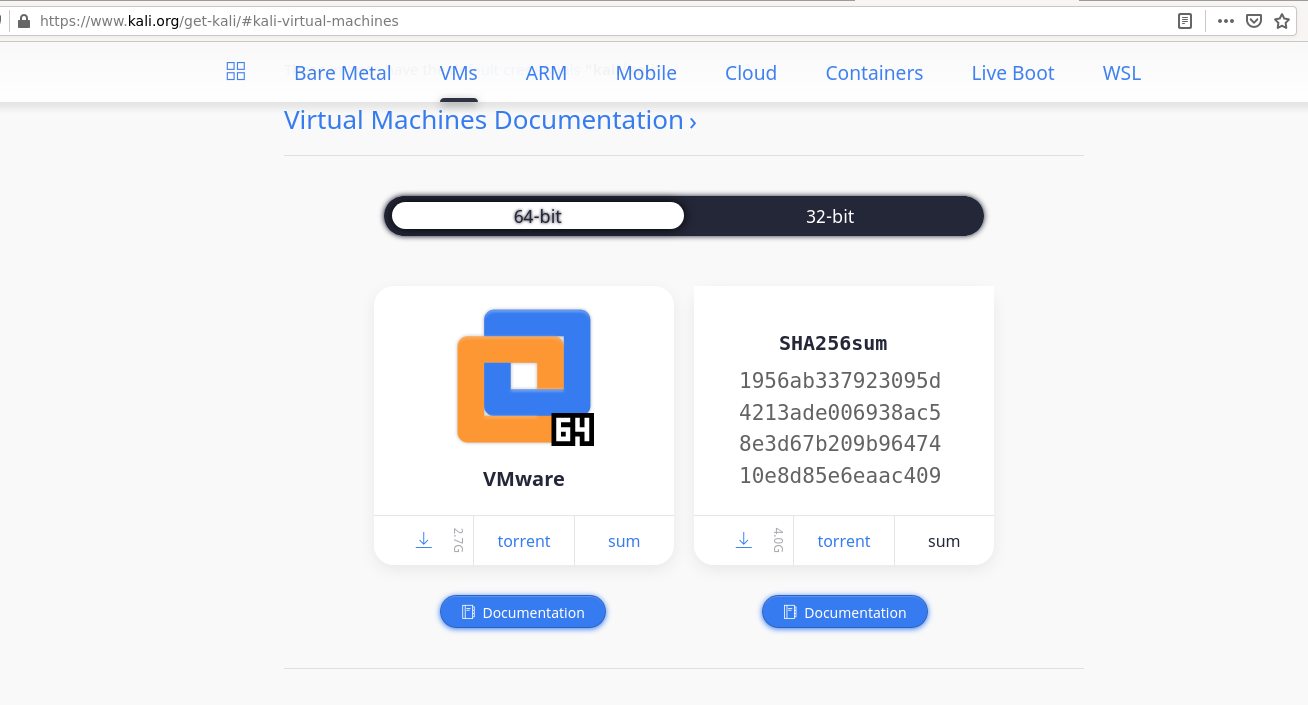 https://www.kali.org/get-kali/#kali-virtual-machines
Bare Metal VMs ARM Mobile Cloud Containers Live Boot WSL
Virtual Machines Documentation ›
64-bit 32-bit
64
VMware
2.7G torrent sum
Documentation
SHA256sum
1956ab337923095d
4213ade006938ac5
8e3d67b209b96474
10e8d85e6eaac409
4.0G torrent sum
Documentation